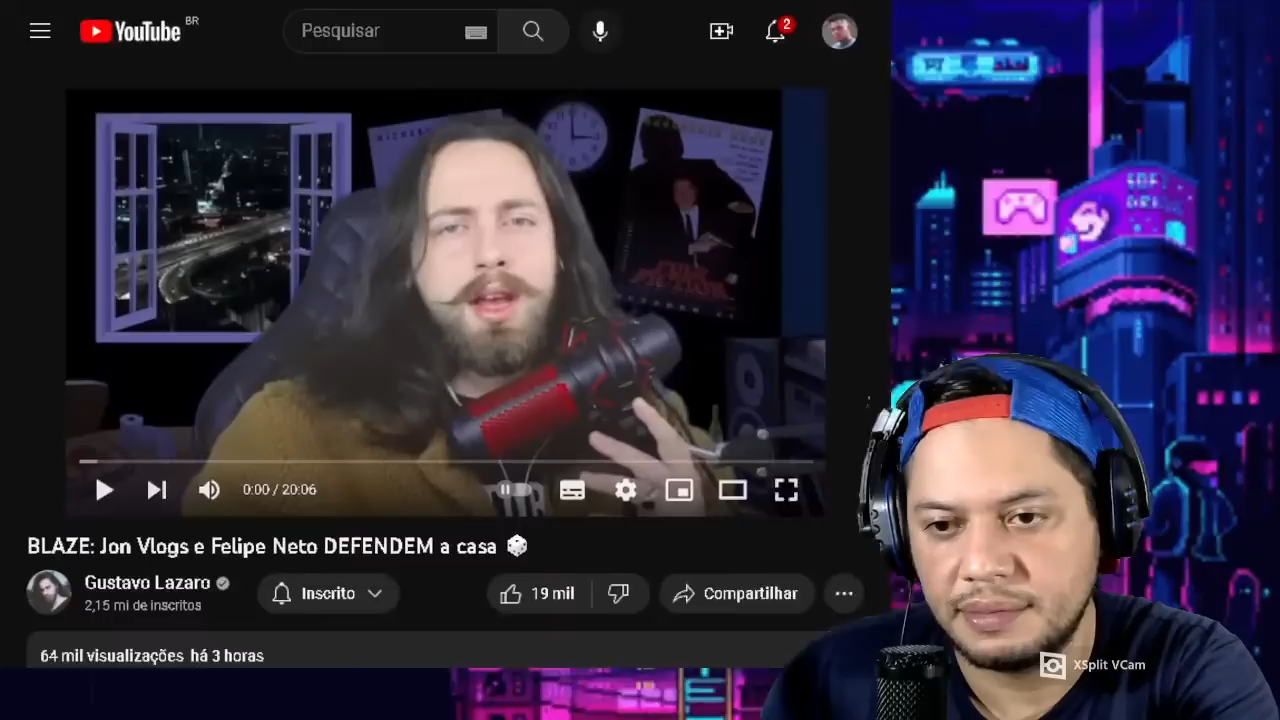 YouTube BR
Pesquisar
2
0:00 / 20:06
BLAZE: Jon Vlogs e Felipe Neto DEFENDEM a casa
Gustavo Lazaro
2,15 mi de inscritos
Inscrito
19 mil
Compartilhar
64 mil visualizações há 3 horas
XSplit VCam